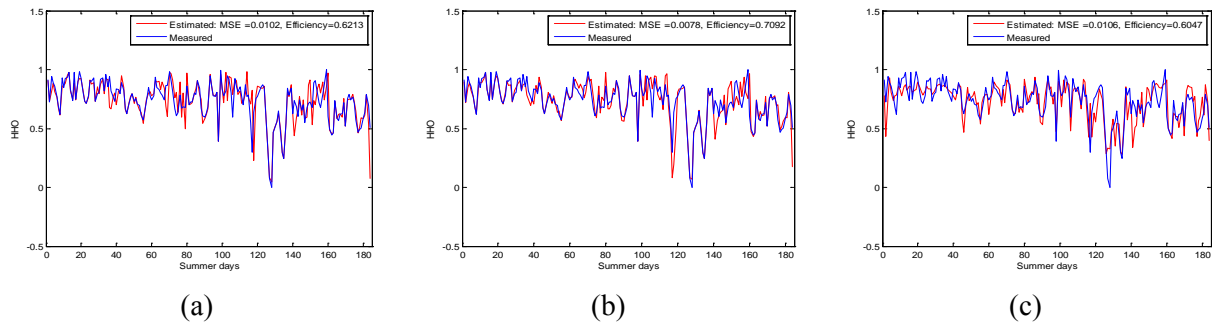 1.5
1
0.5
0
-0.5
HHO
Estimated: MSE =0.0102, Efficiency=0.6213
Measured
0 20 40 60 80 100 120 140 160 180
Summer days
(a)
1.5
1
0.5
0
-0.5
HHO
Estimated: MSE =0.0078, Efficiency=0.7092
Measured
0 20 40 60 80 100 120 140 160 180
Summer days
(b)
1.5
1
0.5
0
-0.5
HHO
Estimated: MSE =0.0106, Efficiency=0.6047
Measured
0 20 40 60 80 100 120 140 160 180
Summer days
(c)